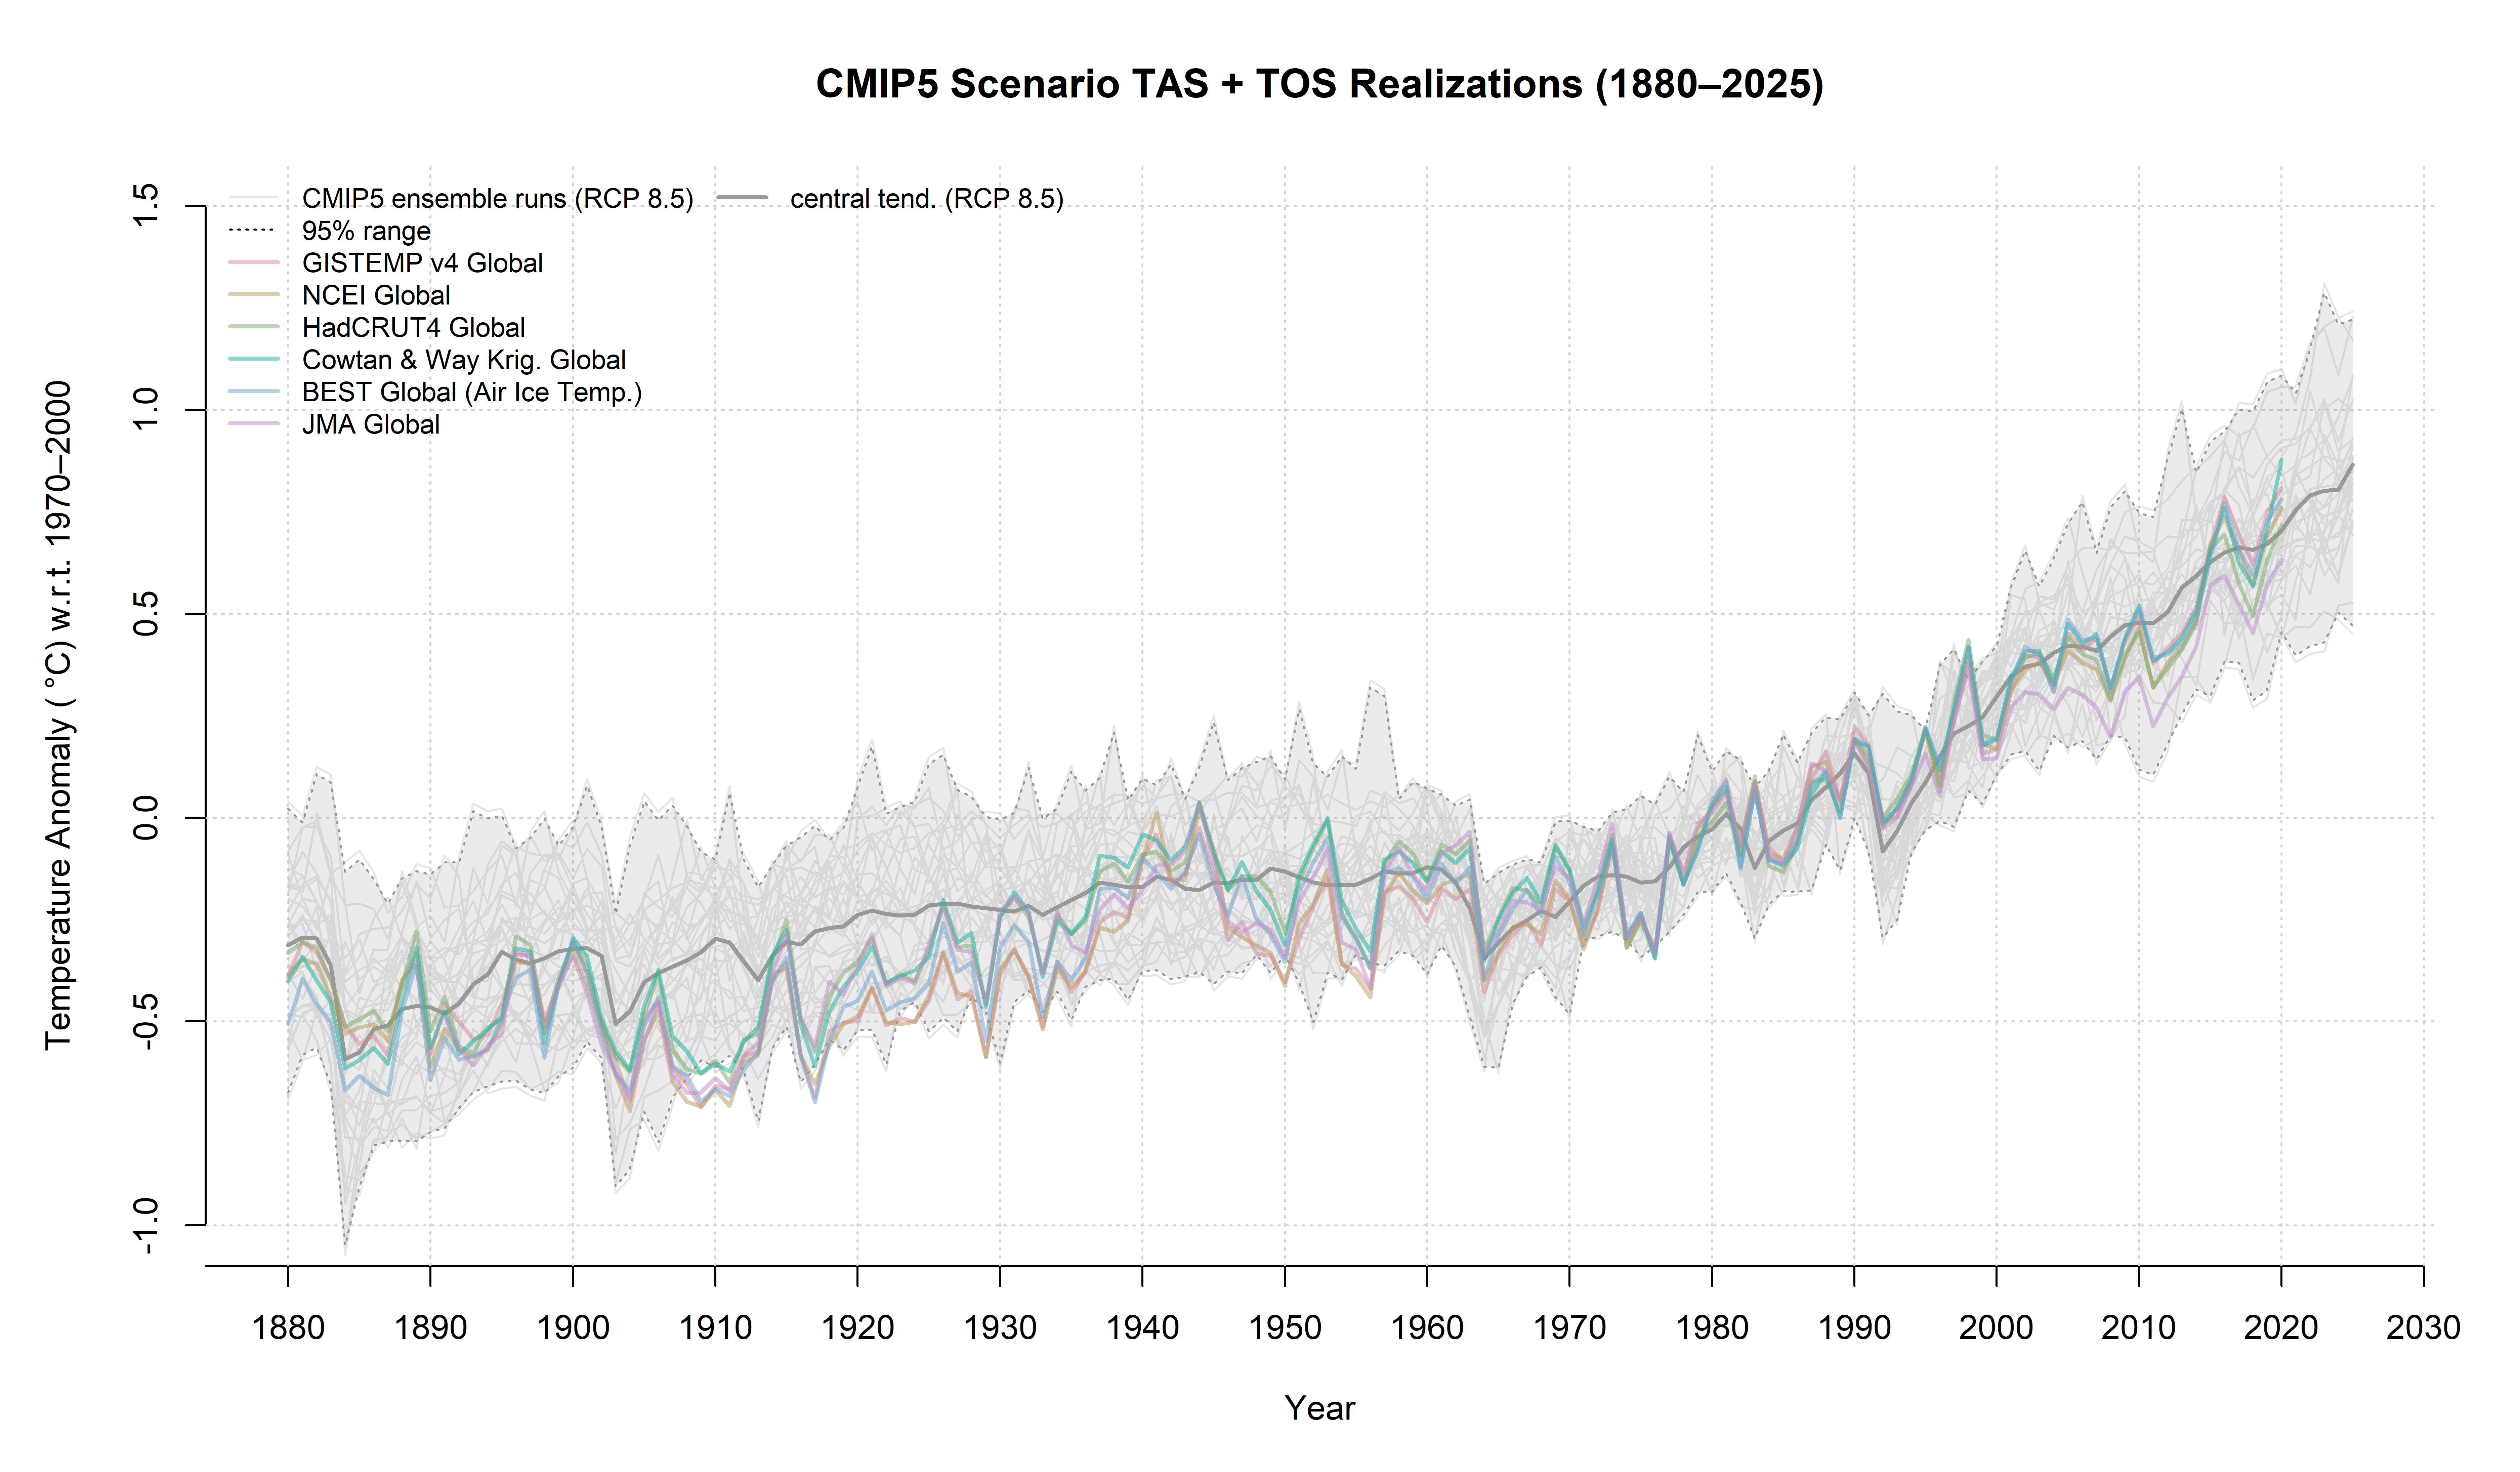 CMIP5 Scenario TAS + TOS Realizations (1880–2025)
CMIP5 ensemble runs (RCP 8.5) central tend. (RCP 8.5)
95% range
GISTEMP v4 Global
NCEI Global
HadCRUT4 Global
Cowtan & Way Krig. Global
BEST Global (Air Ice Temp.)
JMA Global
Temperature Anomaly ( °C) w.r.t. 1970–2000
1.5
1.0
0.5
0.0
-0.5
-1.0
1880 1890 1900 1910 1920 1930 1940 1950 1960 1970 1980 1990 2000 2010 2020 2030
Year